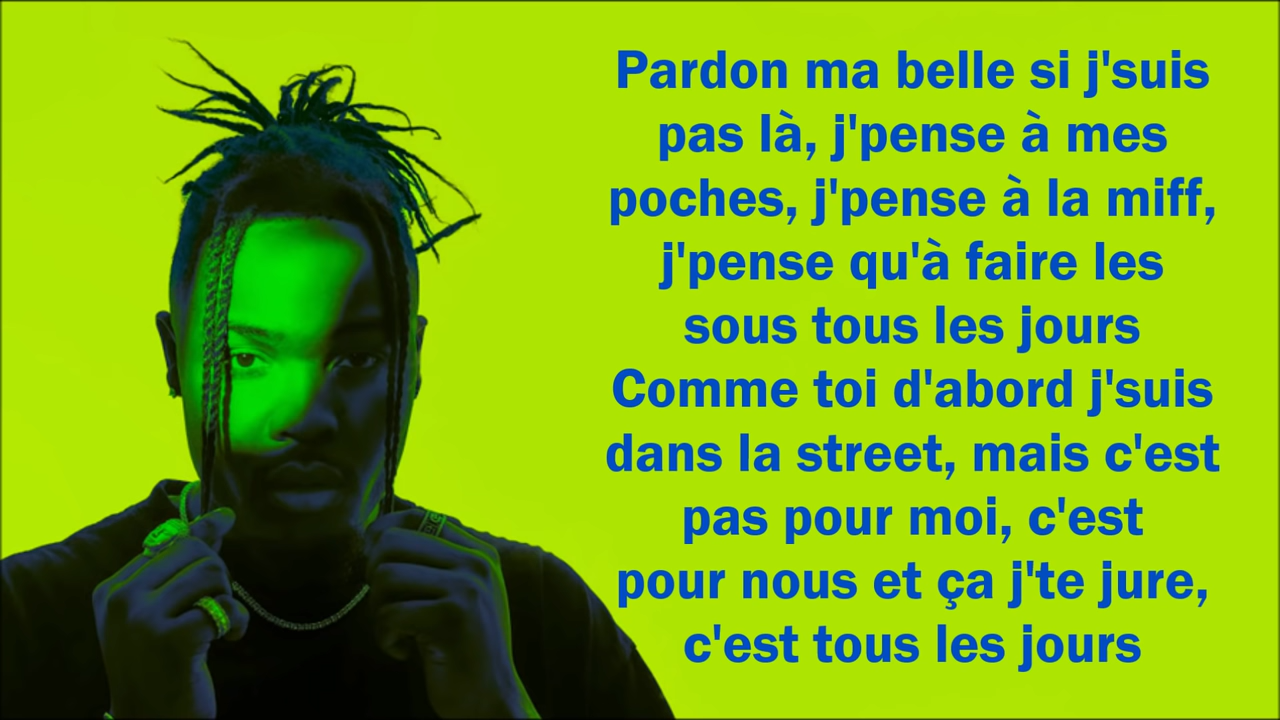 Pardon ma belle si j'suis
pas là, j'pense à mes
poches, j'pense à la miff,
j'pense qu'à faire les
sous tous les jours
Comme toi d'abord j'suis
dans la street, mais c'est
pas pour moi, c'est
pour nous et ça j'te jure,
c'est tous les jours